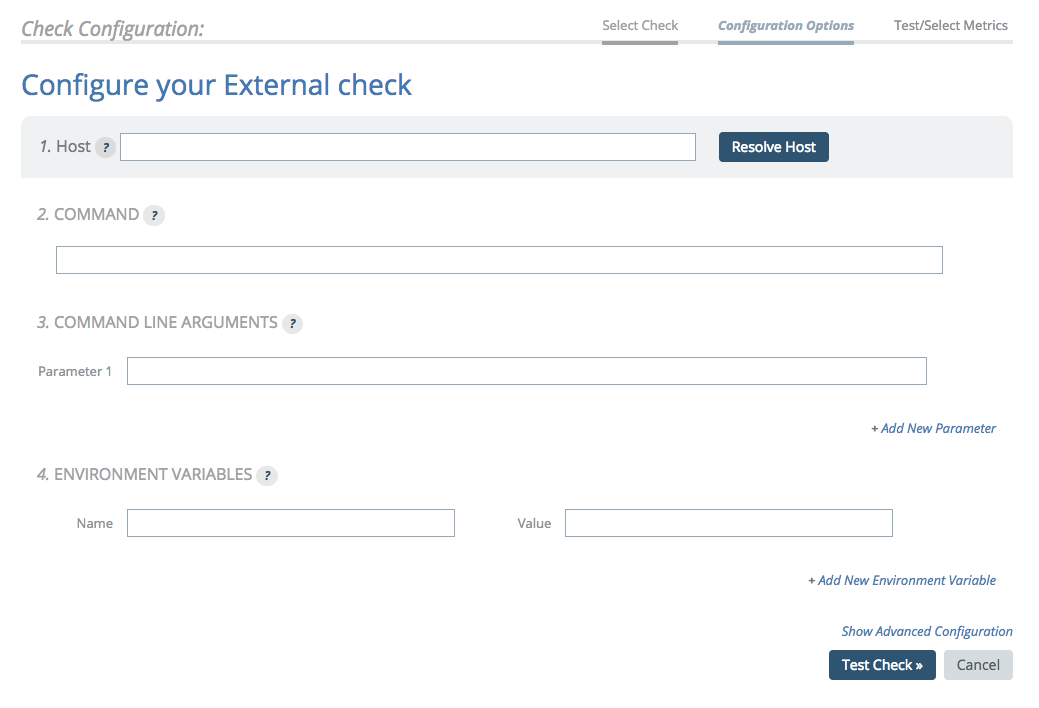 Check Configuration: Select Check Configuration Options Test/Select Metrics
Configure your External check
1. Host ? Resolve Host
2. COMMAND ?
3. COMMAND LINE ARGUMENTS ?
Parameter 1
+ Add New Parameter
4. ENVIRONMENT VARIABLES ?
Name Value
+ Add New Environment Variable
Show Advanced Configuration
Test Check » Cancel